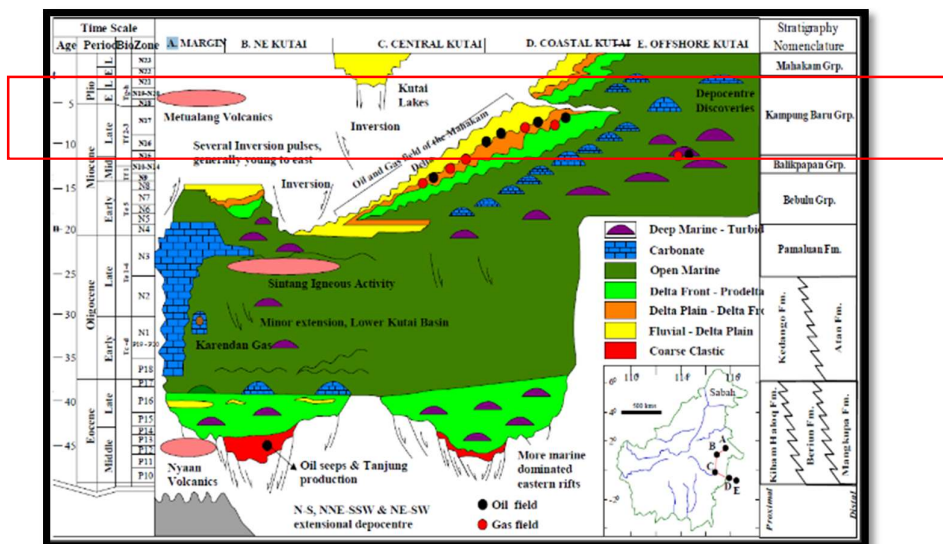 Time Scale
Stratigraphy
Nomenclature
Age Period Bio Zone
A. MARGIN B. NE KUTAI C. CENTRAL KUTAI D. COASTAL KUTAI E. OFFSHORE KUTAI
N23
N22
N21
N19-N20
N18
N17
N16
N8
N7
N6
N5
N4
N3
N2
N1
P18
P17
P16
P15
P14
P13
P12
P11
P10
5
10
15
20
25
30
35
40
45
Plio
Miocene
Oligocene
Eocene
E L
Late
Mid
Early
Late
Early
Late
Middle
Metualang Volcanics
Kutai
Lakes
Inversion
Several Inversion pulses,
generally young to east
Inversion
Oil and Gas field of the Mahakam
Delta
Depocentre
Discoveries
Sintang Igneous Activity
Minor extension, Lower Kutai Basin
Karendan Gas
Nyaan
Volcanics
Oil seeps & Tanjung
production
More marine
dominated
eastern rifts
N-S, NNE-SSW & NE-SW
extensional depocentre
Oil field
Gas field
Deep Marine - Turbid
Carbonate
Open Marine
Delta Front - Prodelta
Delta Plain - Delta Fr
Fluvial - Delta Plain
Coarse Clastic
Sabah
500 kms
A
B
C
D
E
Mahakam Grp.
Kampung Baru Grp.
Balikpapan Grp.
Bebulu Grp.
Pamaluan Fm.
Kedango Fm.
Atan Fm.
Kiham Haloq Fm.
Beriun Fm.
Mangkupa Fm.
Proximal
Distal